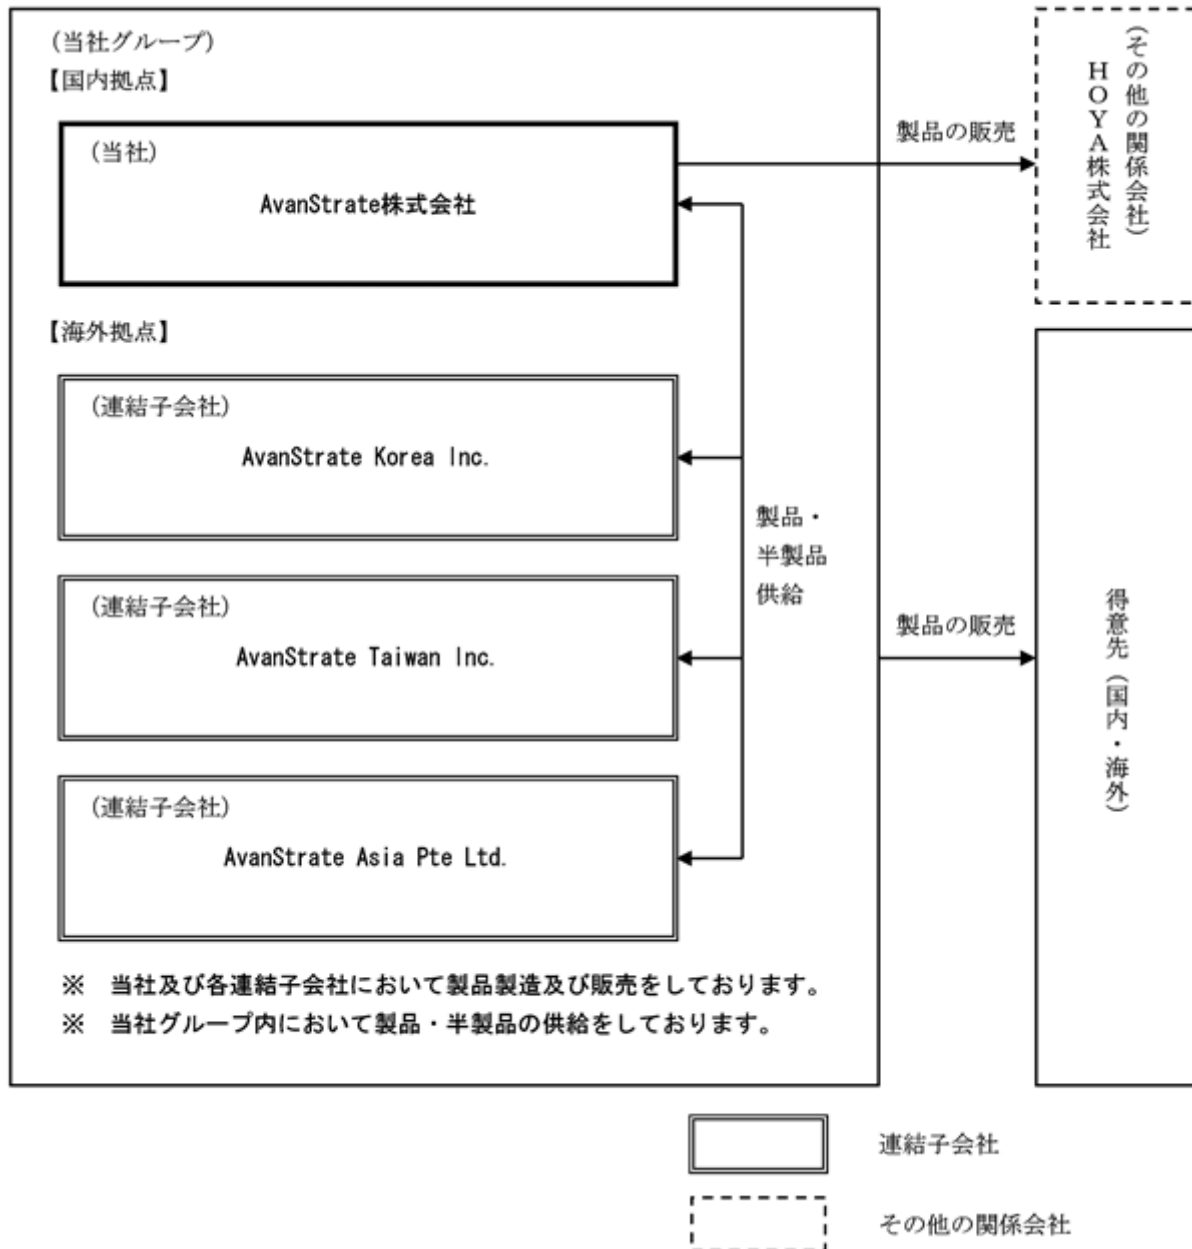 (当社グループ)
【国内拠点】
(当社)
AvanStrate株式会社
製品の販売
(その他の関係会社)
HOYA株式会社
【海外拠点】
(連結子会社)
AvanStrate Korea Inc.
製品・
半製品
供給
(連結子会社)
AvanStrate Taiwan Inc.
製品の販売
得意先(国内・海外)
(連結子会社)
AvanStrate Asia Pte Ltd.
※ 当社及び各連結子会社において製品製造及び販売をしております。
※ 当社グループ内において製品・半製品の供給をしております。
連結子会社
その他の関係会社